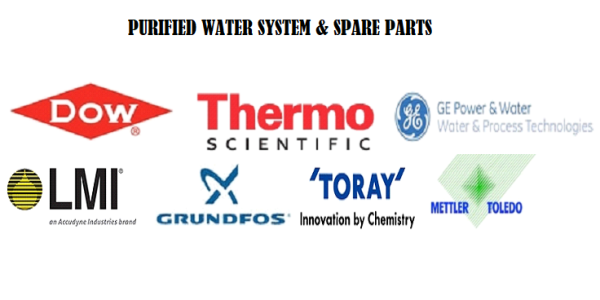 PURIFIED WATER SYSTEM & SPARE PARTS
DOW®
Thermo
SCIENTIFIC
GE
GE Power & Water
Water & Process Technologies
LMI®
an Accudyne Industries brand
GRUNDFOS®
'TORAY'
Innovation by Chemistry
METTLER TOLEDO